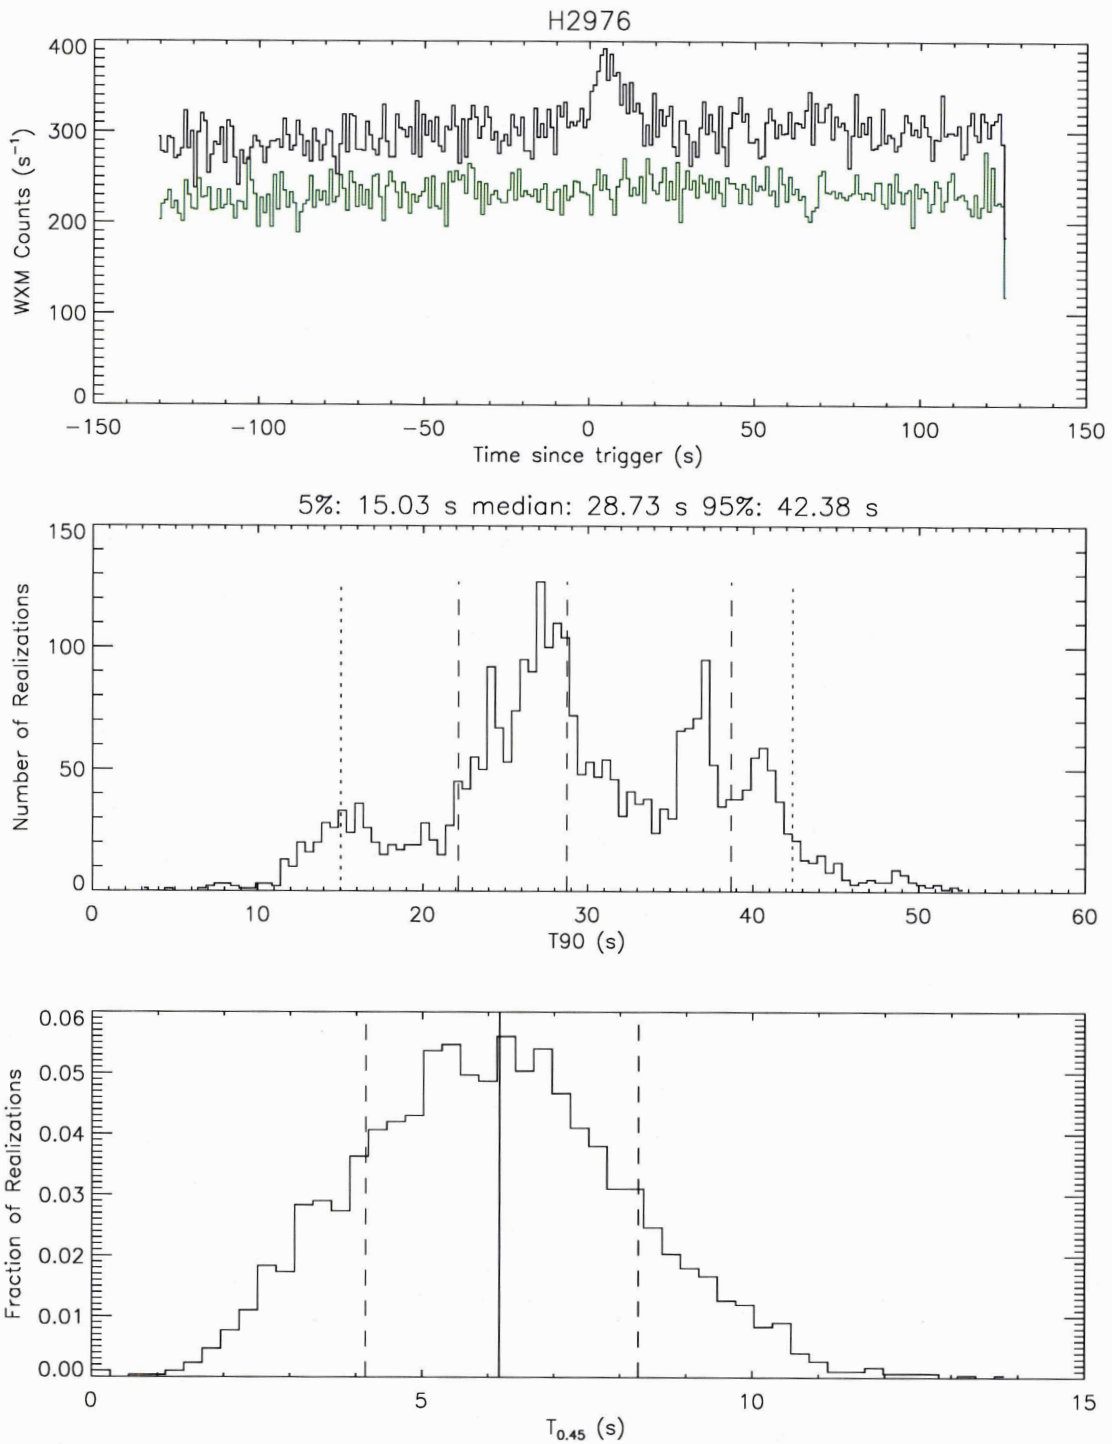 H2976
400
300
200
100
0
WXM Counts (s⁻¹)
−150 −100 −50 0 50 100 150
Time since trigger (s)
5%: 15.03 s median: 28.73 s 95%: 42.38 s
150
100
50
0
Number of Realizations
0 10 20 30 40 50 60
T90 (s)
0.06
0.05
0.04
0.03
0.02
0.01
0.00
Fraction of Realizations
0 5 10 15
T₀.₄₅ (s)